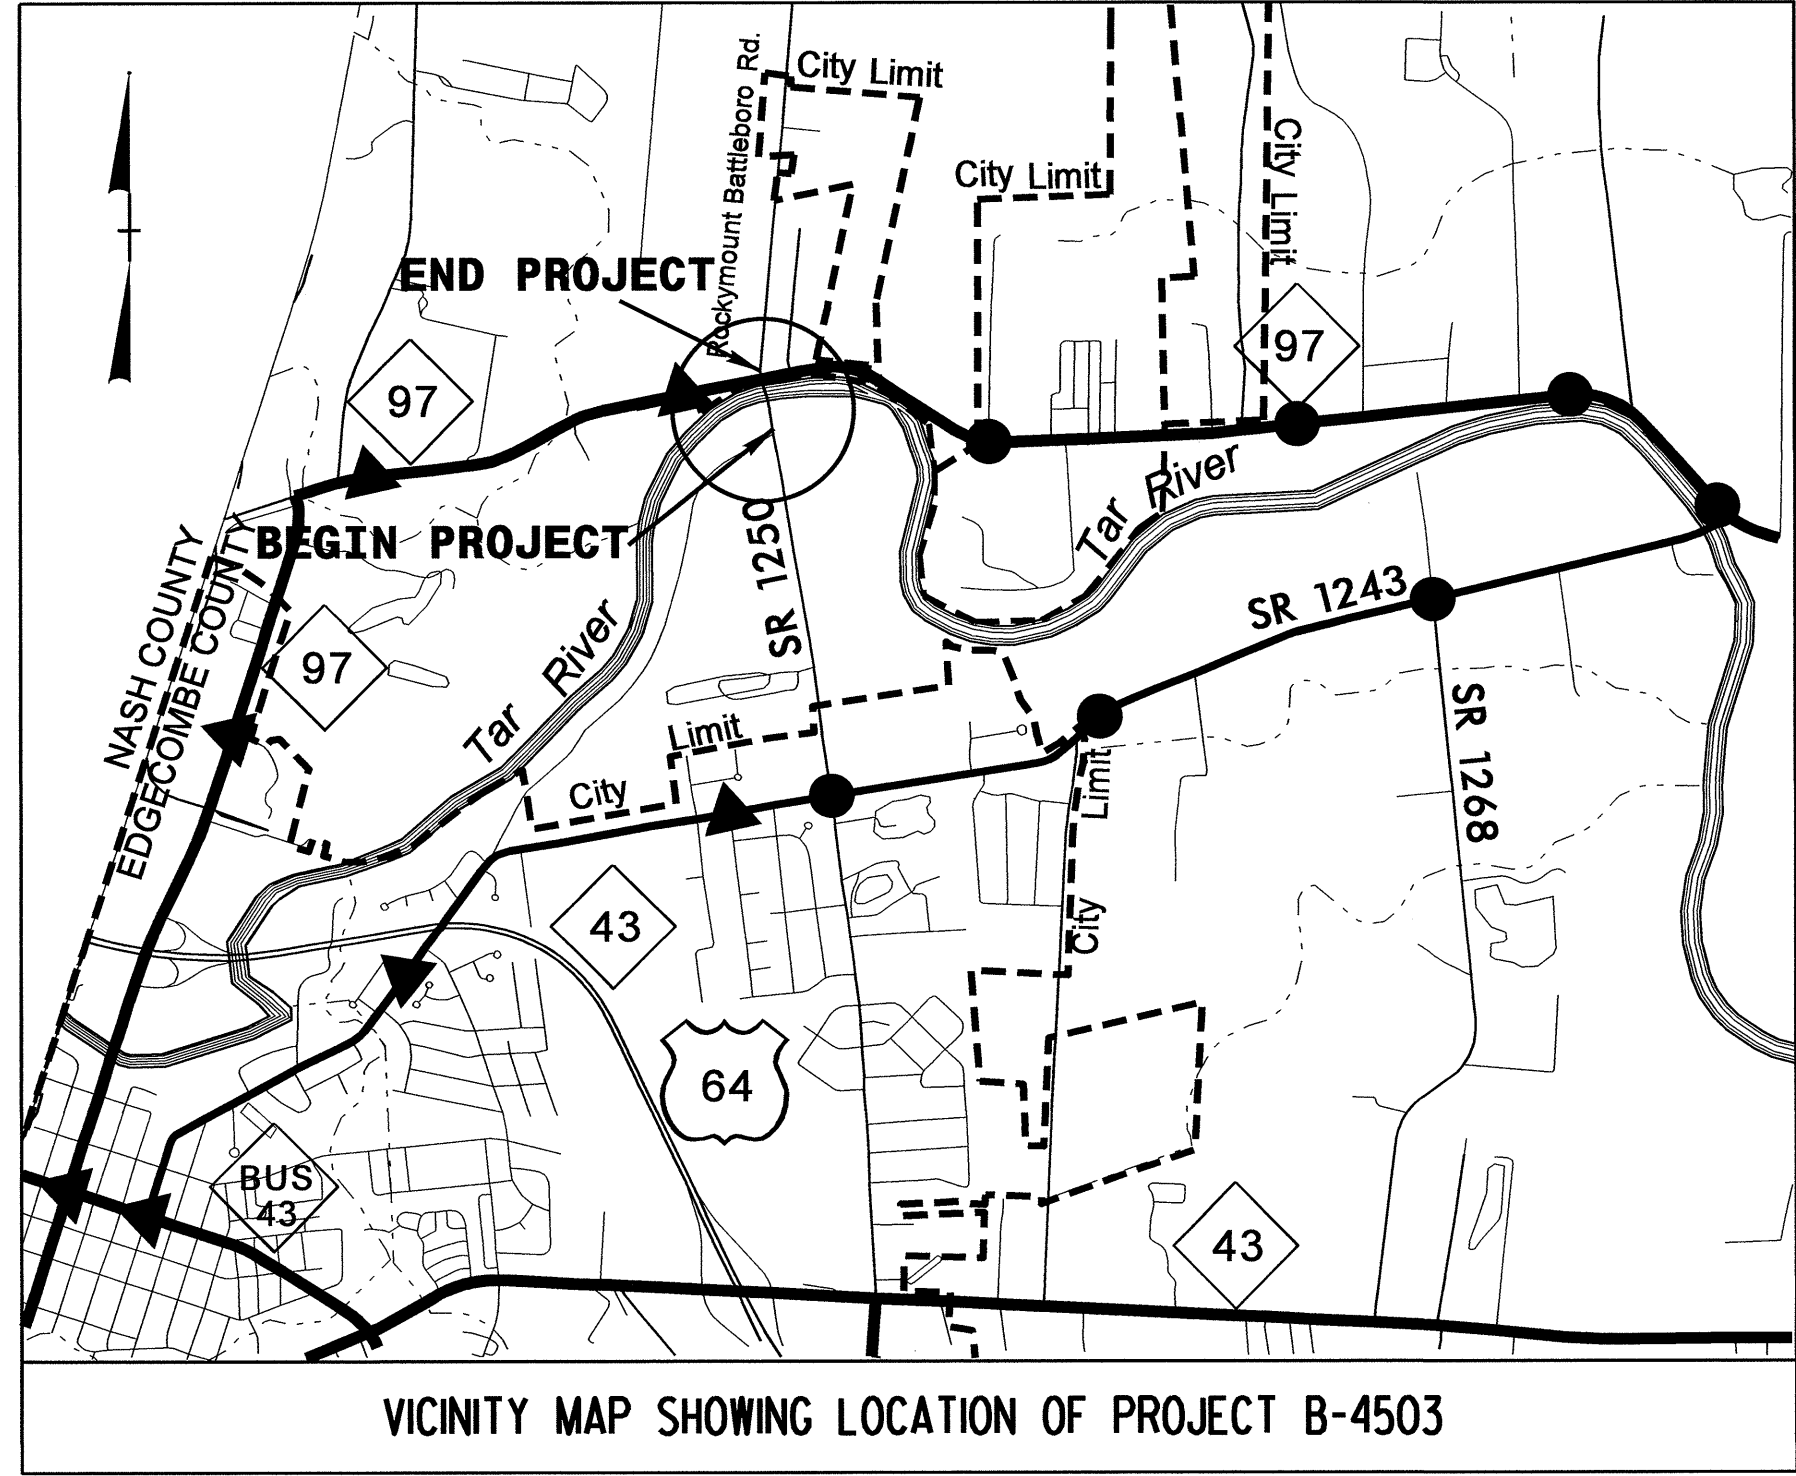 Rockymount Battleboro Rd.
City Limit
City Limit
City Limit
END PROJECT
97
97
BEGIN PROJECT
SR 1250
Tar River
NASH COUNTY
EDGECOMBE COUNTY
97
Tar River
SR 1243
SR 1268
City Limit
City Limit
43
64
BUS
43
43
VICINITY MAP SHOWING LOCATION OF PROJECT B-4503